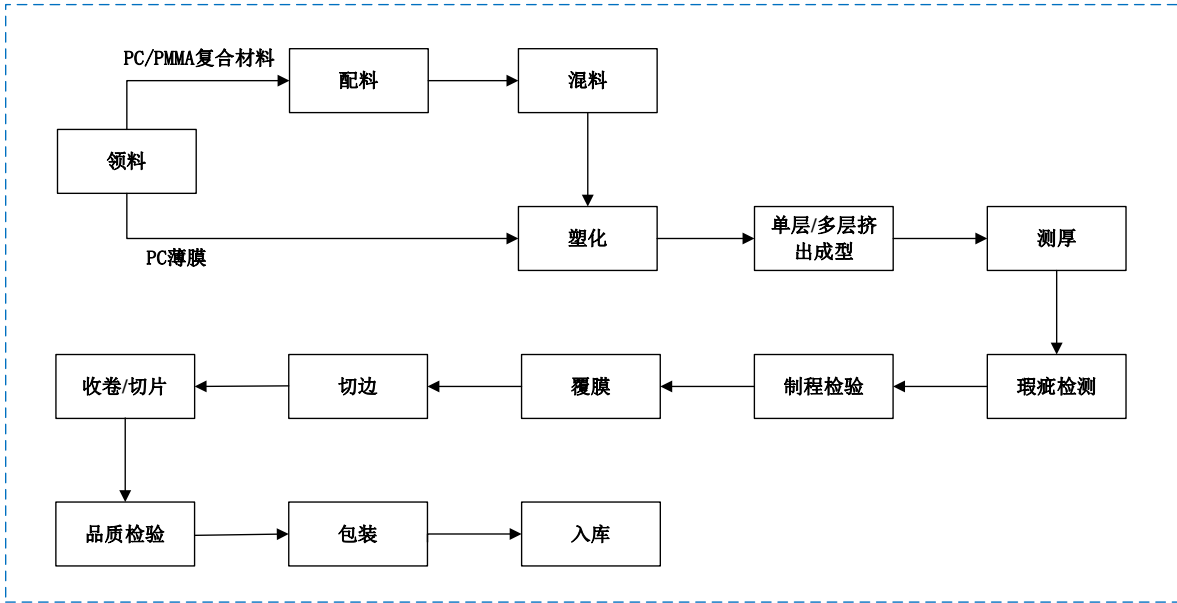 PC/PMMA复合材料
配料
混料
领料
PC薄膜
塑化
单层/多层挤
出成型
测厚
收卷/切片
切边
覆膜
制程检验
瑕疵检测
品质检验
包装
入库